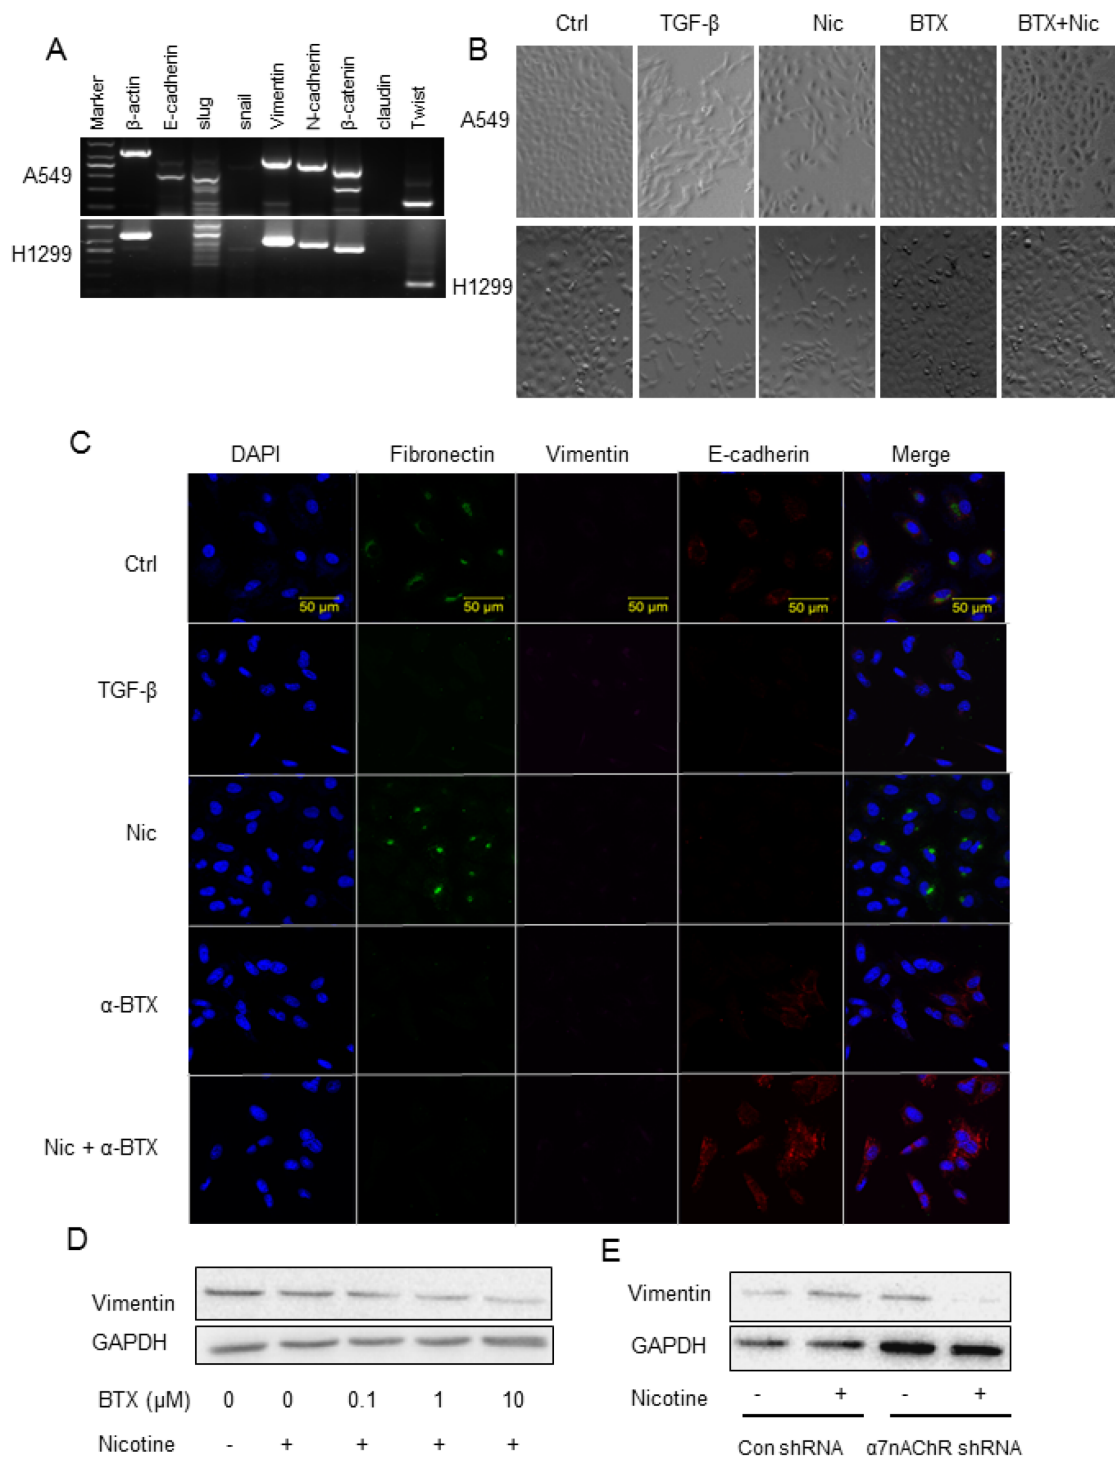 A
Marker
β-actin
E-cadherin
slug
snail
Vimentin
N-cadherin
β-catenin
claudin
Twist
A549
H1299
B
Ctrl TGF-β Nic BTX BTX+Nic
A549
H1299
C
DAPI Fibronectin Vimentin E-cadherin Merge
Ctrl
50 µm 50 µm 50 µm 50 µm 50 µm
TGF-β
Nic
α-BTX
Nic + α-BTX
D
Vimentin
GAPDH
BTX (µM) 0 0 0.1 1 10
Nicotine - + + + +
E
Vimentin
GAPDH
Nicotine - + - +
Con shRNA α7nAChR shRNA